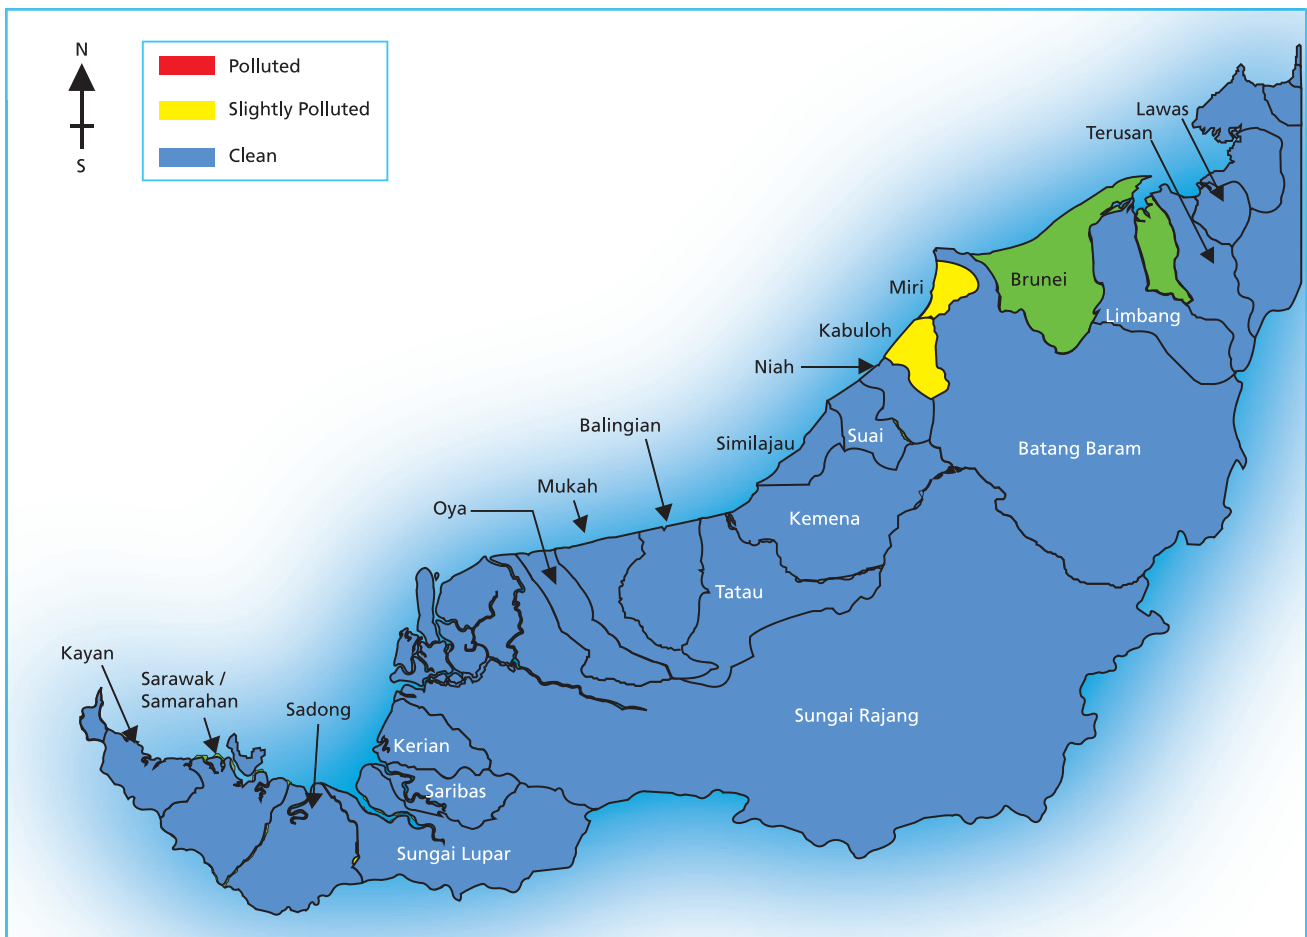 N
S
Polluted
Slightly Polluted
Clean
Lawas
Terusan
Brunei
Miri
Limbang
Kabuloh
Niah
Balingian
Similajau
Suai
Batang Baram
Mukah
Oya
Kemena
Tatau
Kayan
Sarawak /
Samarahan
Sadong
Sungai Rajang
Kerian
Saribas
Sungai Lupar